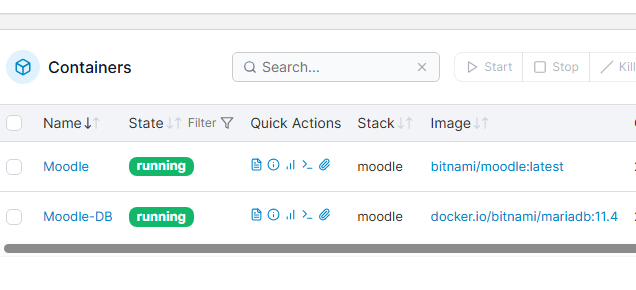 Containers
Search...
Start
Stop
Kill
Name State Filter Quick Actions Stack Image
Moodle running moodle bitnami/moodle:latest
Moodle-DB running moodle docker.io/bitnami/mariadb:11.4